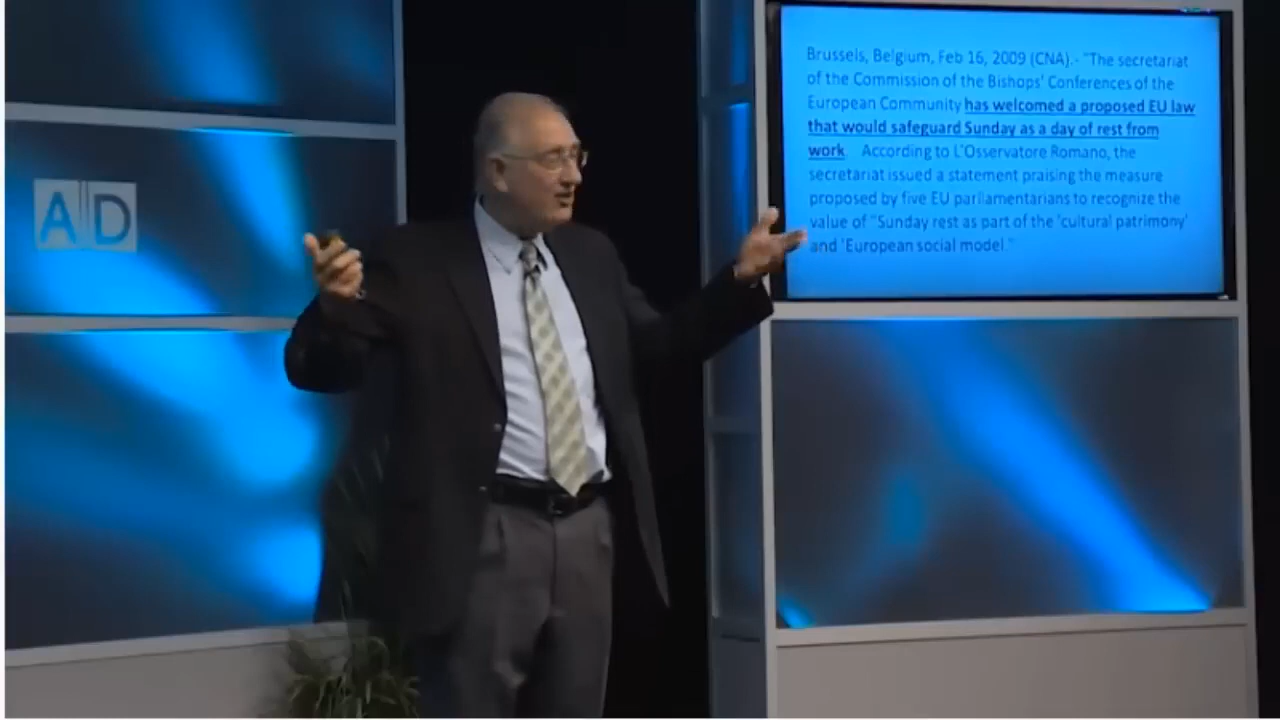 AD
Brussels, Belgium, Feb 16, 2009 (CNA).- "The secretariat
of the Commission of the Bishops' Conferences of the
European Community has welcomed a proposed EU law
that would safeguard Sunday as a day of rest from
work. According to L'Osservatore Romano, the
secretariat issued a statement praising the measure
proposed by five EU parliamentarians to recognize the
value of "Sunday rest as part of the 'cultural patrimony'
and 'European social model."